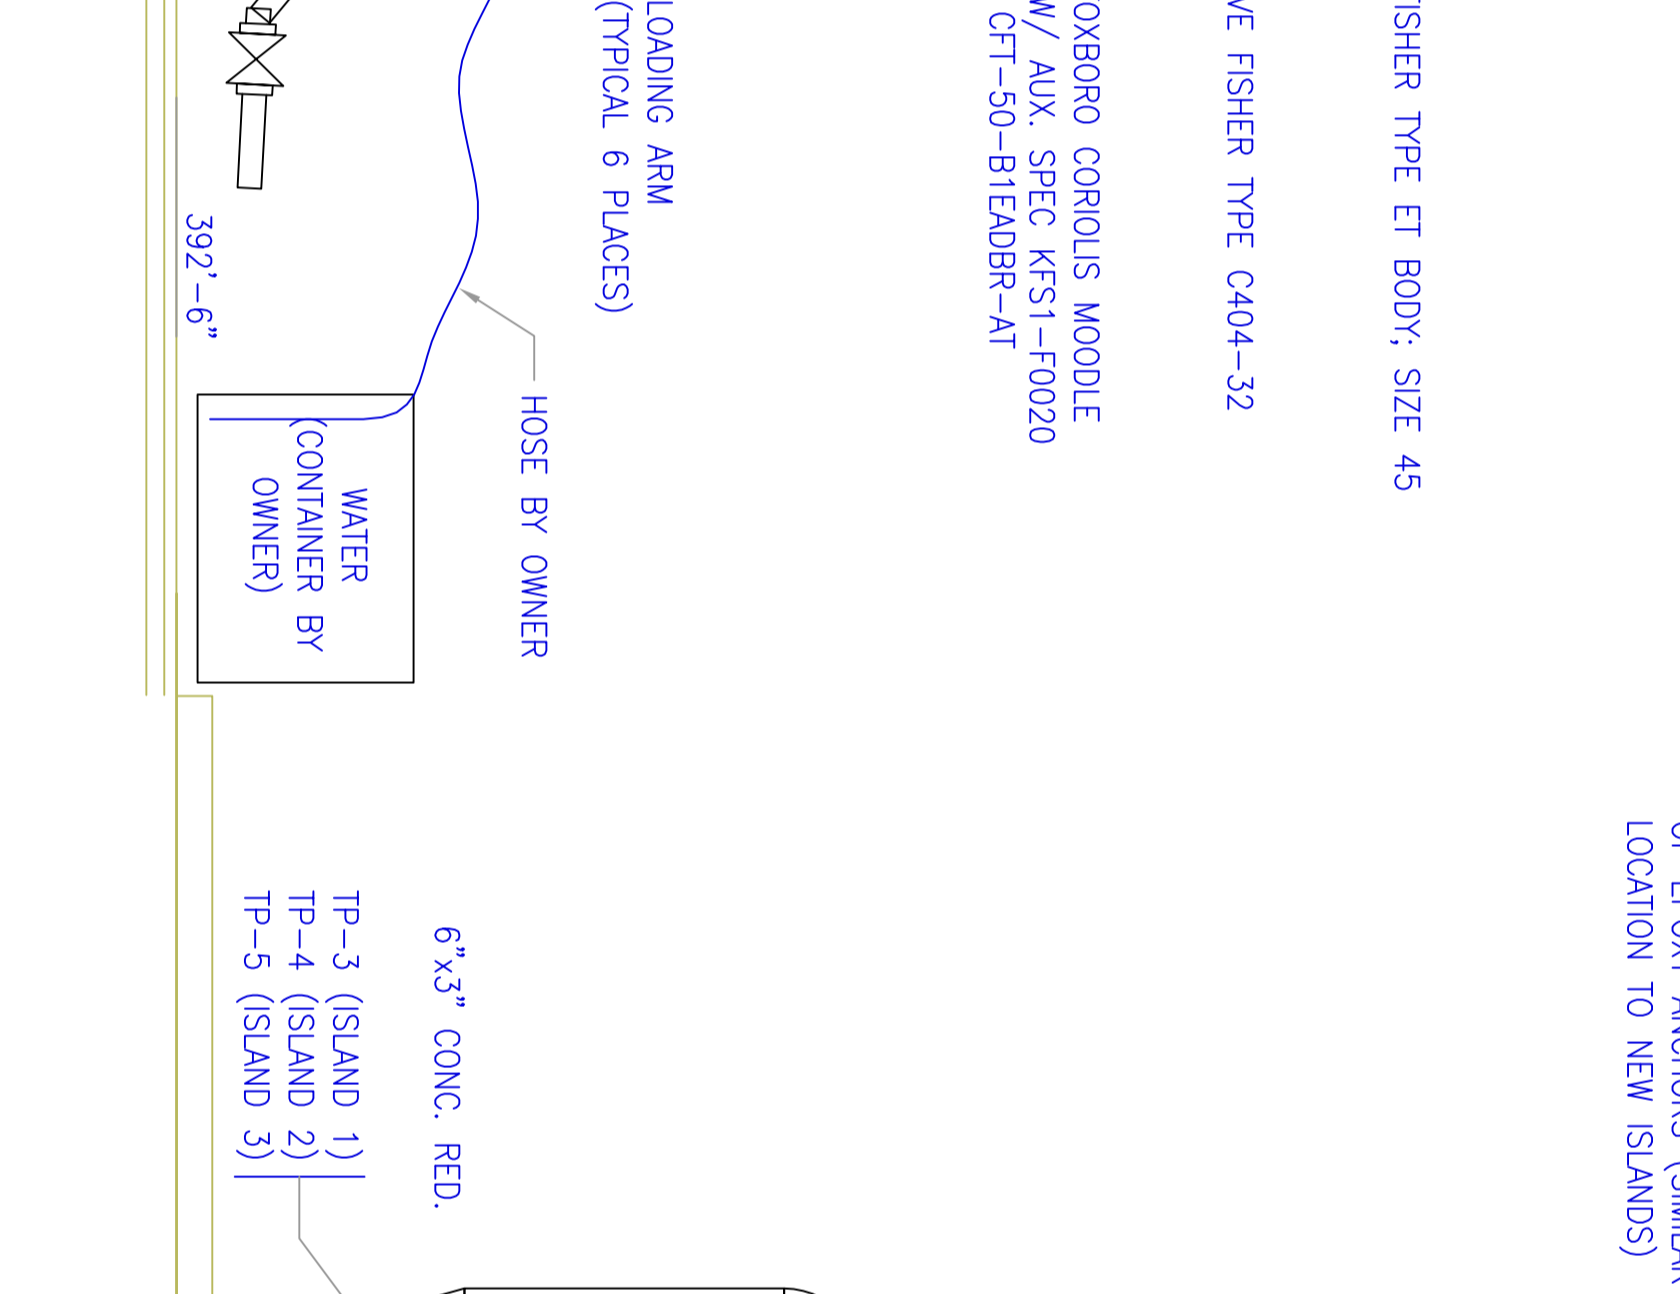 LOCATION TO NEW ISLANDS)
FISHER TYPE ET BODY; SIZE 45
VE FISHER TYPE C404-32
FOXBORO CORIOLIS MOODLE
W/ AUX. SPEC KFS1-F0020
CFT-50-B1EADBR-AT
LOADING ARM
(TYPICAL 6 PLACES)
HOSE BY OWNER
WATER
(CONTAINER BY
OWNER)
392'-6"
6"x3" CONC. RED.
TP-3 (ISLAND 1)
TP-4 (ISLAND 2)
TP-5 (ISLAND 3)